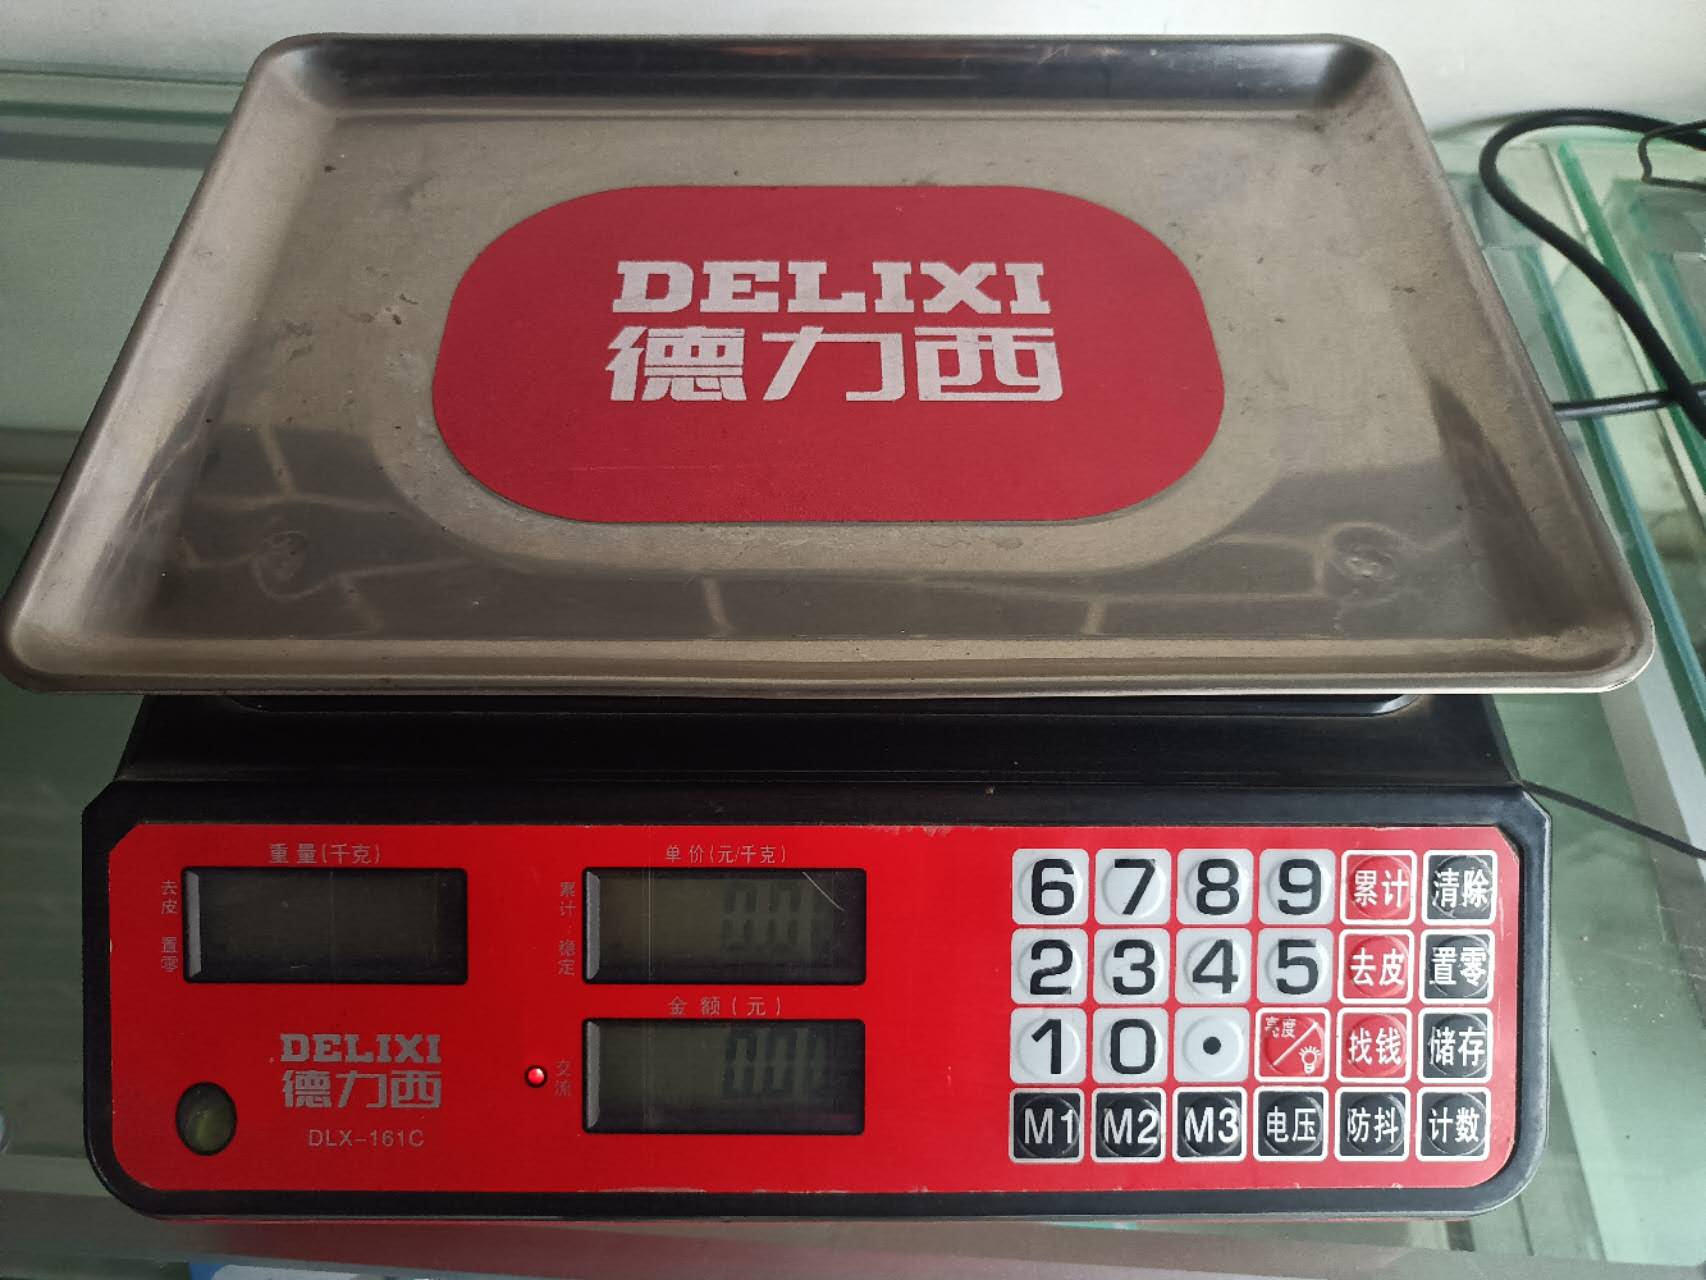 DELIXI
德力西
重量(千克)
去皮 置零
单价(元/千克)
累计 稳定
金额(元)
交流
DELIXI
德力西
DLX-161C
6 7 8 9 累计 清除
2 3 4 5 去皮 置零
1 0 • 亮度 找钱 储存
M1 M2 M3 电压 防抖 计数